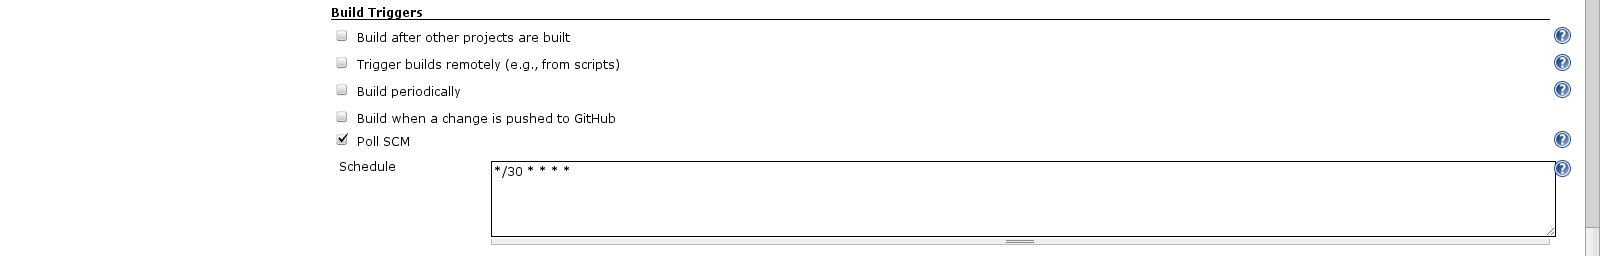 Build Triggers
Build after other projects are built
Trigger builds remotely (e.g., from scripts)
Build periodically
Build when a change is pushed to GitHub
Poll SCM
Schedule
*/30 * * * *